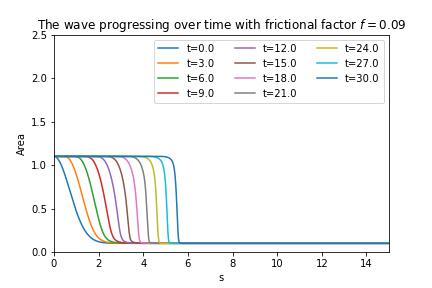 The wave progressing over time with frictional factor f = 0.09
2.5
2.0
1.5
1.0
0.5
0.0
Area
t=0.0 t=12.0 t=24.0
t=3.0 t=15.0 t=27.0
t=6.0 t=18.0 t=30.0
t=9.0 t=21.0
0 2 4 6 8 10 12 14
s